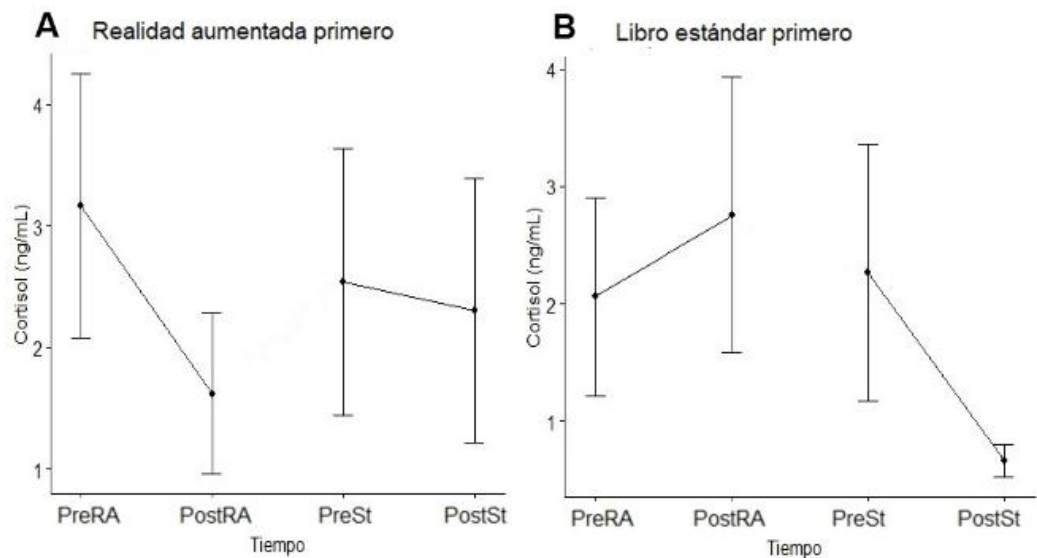 A Realidad aumentada primero
Cortisol (ng/mL)
4
3
2
1
PreRA PostRA PreSt PostSt
Tiempo
B Libro estándar primero
Cortisol (ng/mL)
4
3
2
1
PreRA PostRA PreSt PostSt
Tiempo